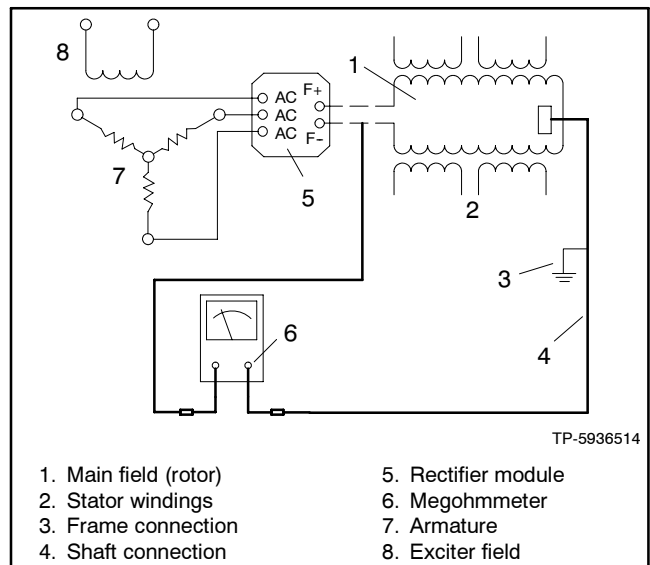 8
1
AC F+
AC
AC F−
7
5
2
3
6
4
TP-5936514
1. Main field (rotor)
2. Stator windings
3. Frame connection
4. Shaft connection
5. Rectifier module
6. Megohmmeter
7. Armature
8. Exciter field